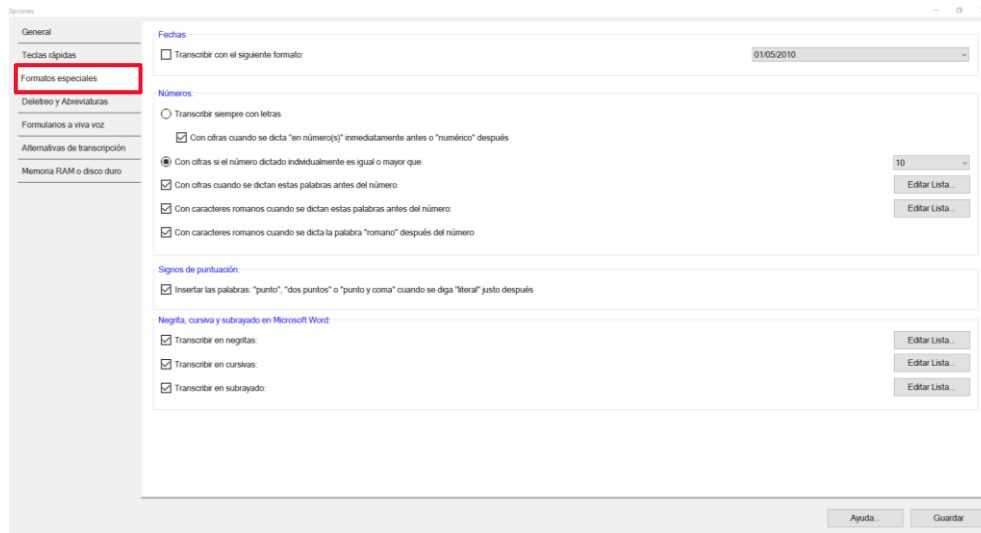 Opciones
General
Teclas rápidas
Formatos especiales
Deletreo y Abreviaturas
Formularios a viva voz
Alternativas de transcripción
Memoria RAM o disco duro
Fechas:
Transcribir con el siguiente formato: 01/05/2010
Números:
Transcribir siempre con letras
Con cifras cuando se dicta "en número(s)" inmediatamente antes o "numérico" después
Con cifras si el número dictado individualmente es igual o mayor que: 10
Con cifras cuando se dictan estas palabras antes del número: Editar Lista...
Con caracteres romanos cuando se dictan estas palabras antes del número: Editar Lista...
Con caracteres romanos cuando se dicta la palabra "romano" después del número
Signos de puntuación:
Insertar las palabras: "punto", "dos puntos" o "punto y coma" cuando se diga "literal" justo después
Negrita, cursiva y subrayado en Microsoft Word:
Transcribir en negritas: Editar Lista...
Transcribir en cursivas: Editar Lista...
Transcribir en subrayado: Editar Lista...
Ayuda... Guardar